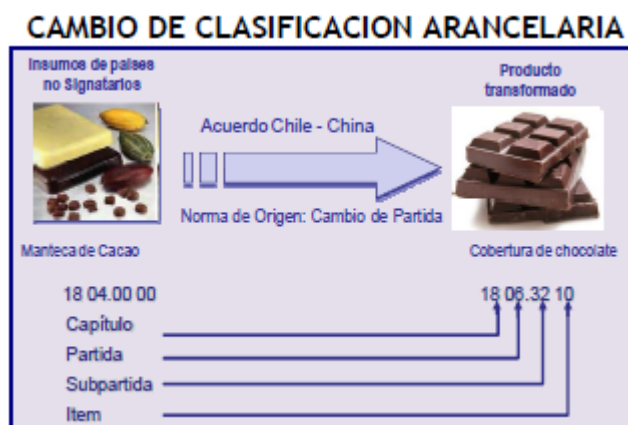 CAMBIO DE CLASIFICACION ARANCELARIA
Insumos de paises
no Signatarios
Producto
transformado
Acuerdo Chile - China
Norma de Origen: Cambio de Partida
Manteca de Cacao
Cobertura de chocolate
18 04.00 00
18 06.32 10
Capítulo
Partida
Subpartida
Item